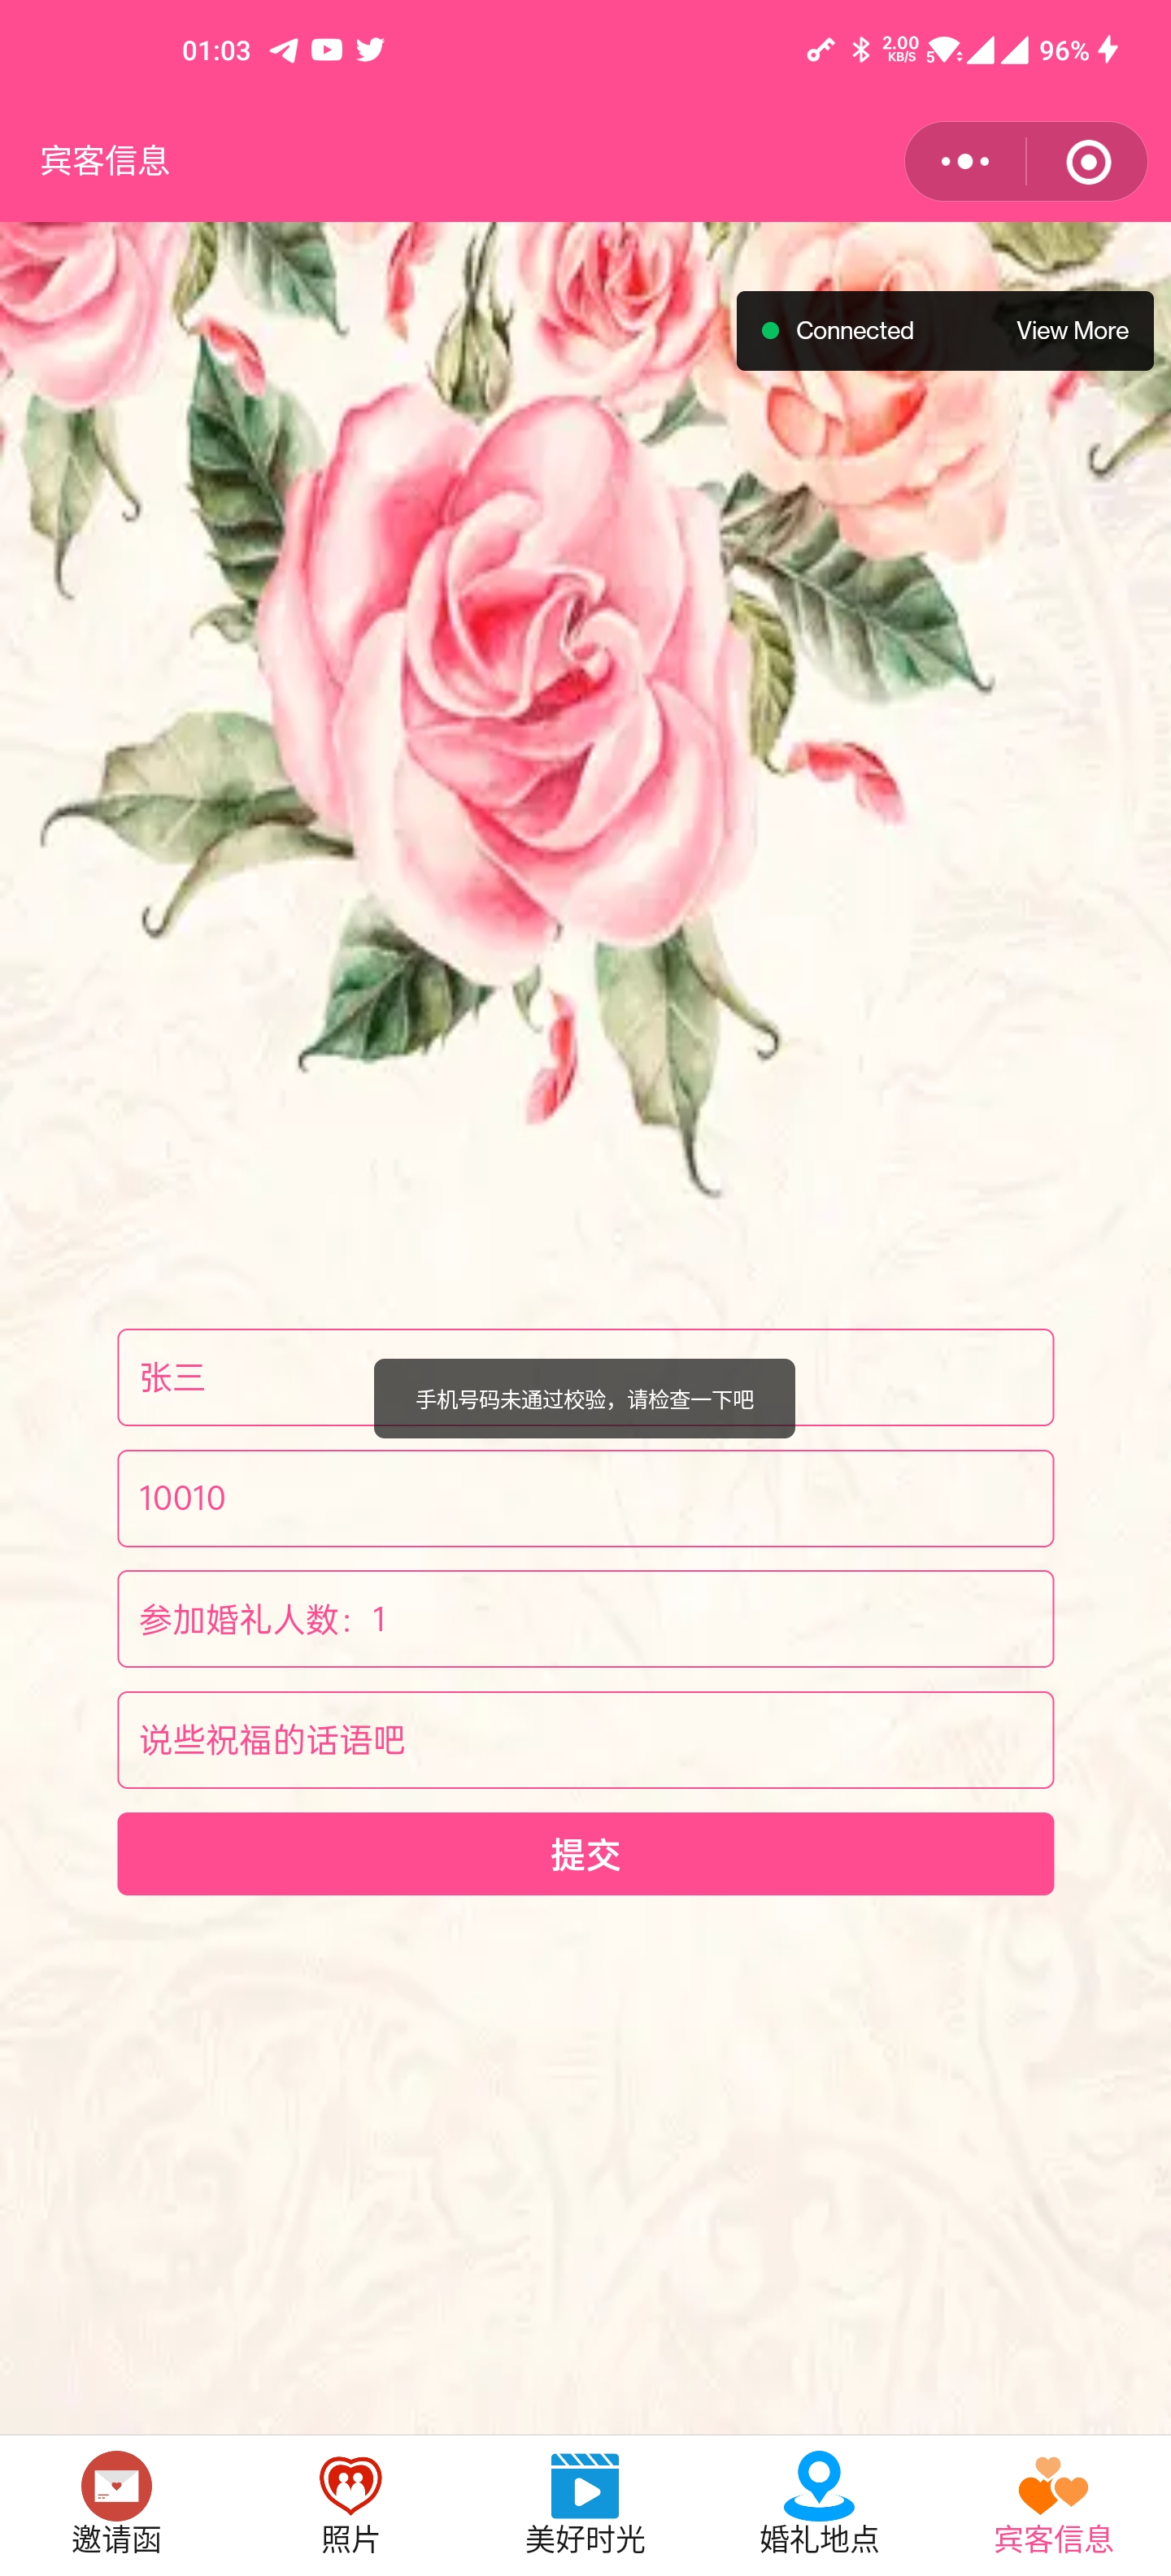 01:03
2.00
KB/S
5
96%
宾客信息
Connected
View More
张三
手机号码未通过校验，请检查一下吧
10010
参加婚礼人数：1
说些祝福的话语吧
提交
邀请函
照片
美好时光
婚礼地点
宾客信息